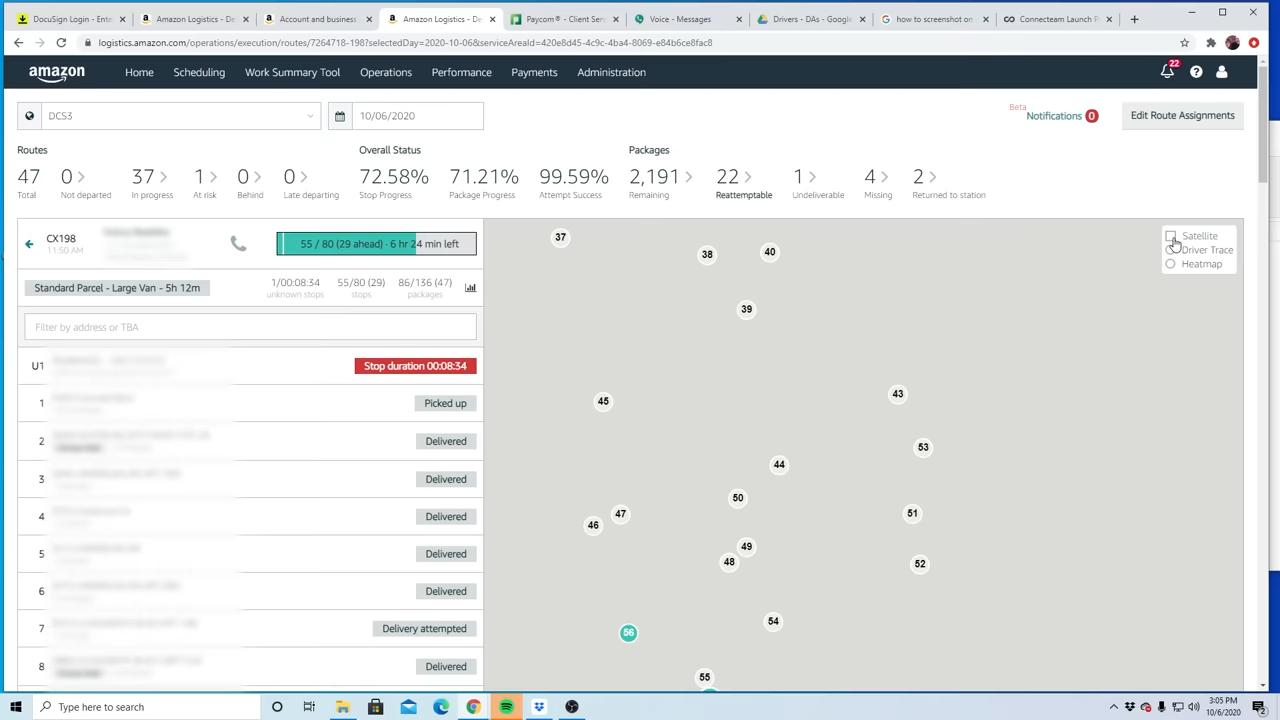 DocuSign Login - Ente
Amazon Logistics - De
Account and business
Amazon Logistics - De
Paycom® - Client Serv
Voice - Messages
Drivers - DAs - Google
how to screenshot on
Connecteam Launch P
logistics.amazon.com/operations/execution/routes/7264718-198?selectedDay=2020-10-06&serviceAreaId=420e8d45-4c9c-4ba4-8069-e84b6ce8fac8
amazon
Home
Scheduling
Work Summary Tool
Operations
Performance
Payments
Administration
22
DCS3
10/06/2020
Beta
Notifications 0
Edit Route Assignments
Routes
Overall Status
Packages
47
0
37
1
0
0
72.58%
71.21%
99.59%
2,191
22
1
4
2
Total
Not departed
In progress
At risk
Behind
Late departing
Stop Progress
Package Progress
Attempt Success
Remaining
Reattemptable
Undeliverable
Missing
Returned to station
CX198
11:50 AM
55 / 80 (29 ahead) · 6 hr 24 min left
Standard Parcel - Large Van - 5h 12m
1/00:08:34
unknown stops
55/80 (29)
stops
86/136 (47)
packages
Filter by address or TBA
U1
Stop duration 00:08:34
1
Picked up
2
Delivered
3
Delivered
4
Delivered
5
Delivered
6
Delivered
7
Delivery attempted
8
Delivered
Satellite
Driver Trace
Heatmap
37
38
40
39
45
43
53
44
50
47
46
51
49
48
52
54
56
55
Type here to search
3:05 PM
10/6/2020
2